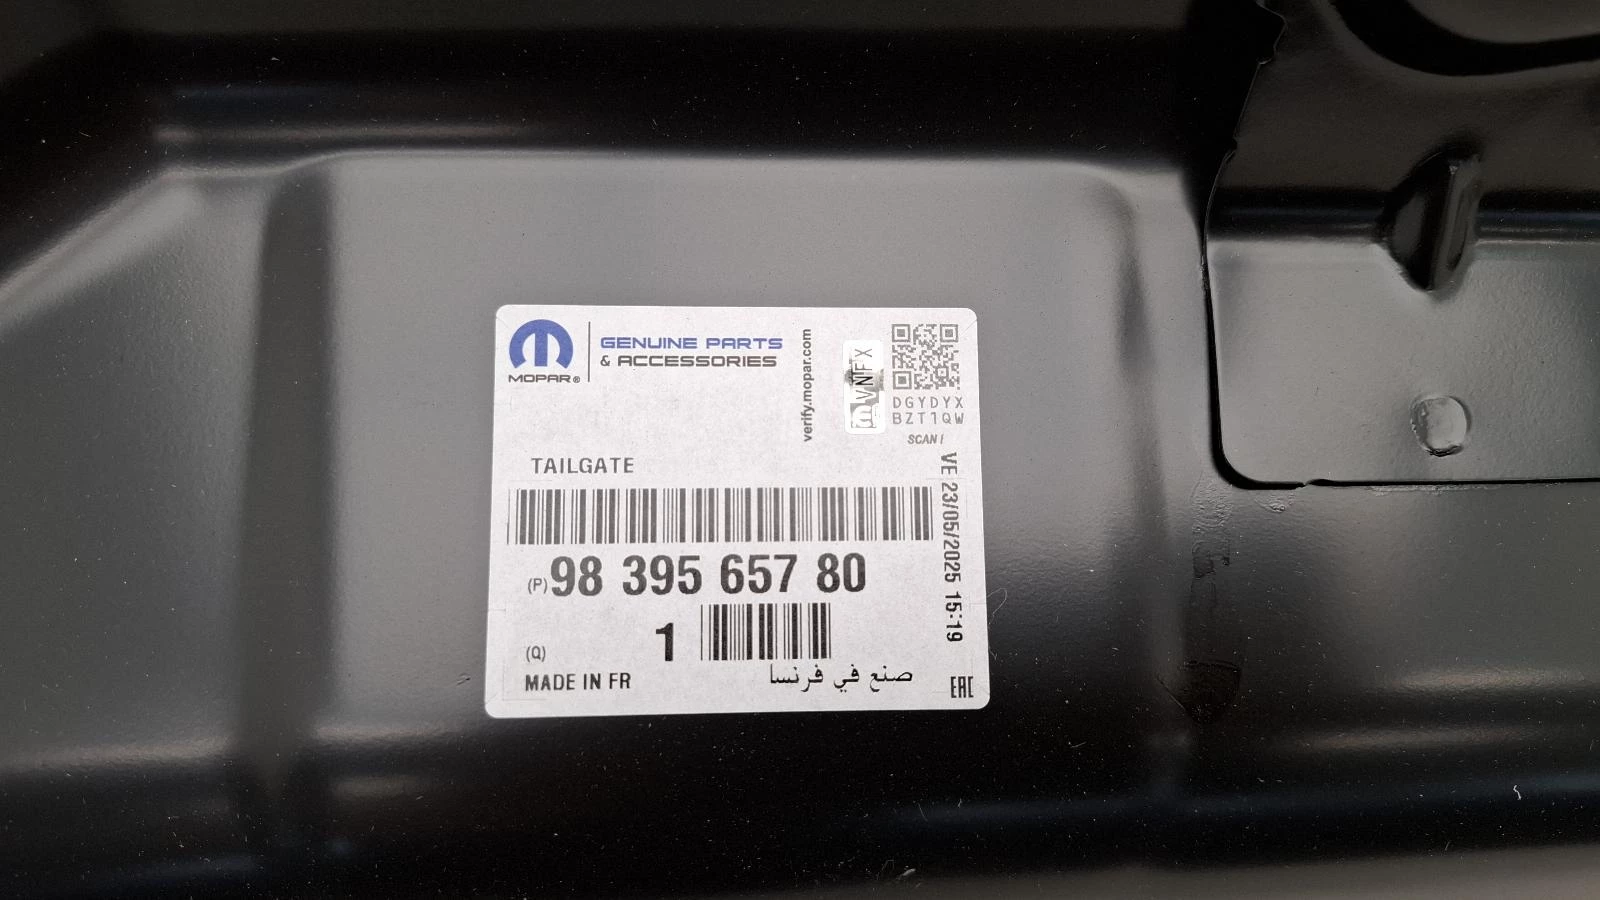 MOPAR®
GENUINE PARTS
& ACCESSORIES
verify.mopar.com
VNFX
DGYDYX
BZT1QW
SCAN!
TAILGATE
VE 23/05/2025 15:19
(P) 98 395 657 80
(Q) 1
MADE IN FR
صنع في فرنسا
EAC